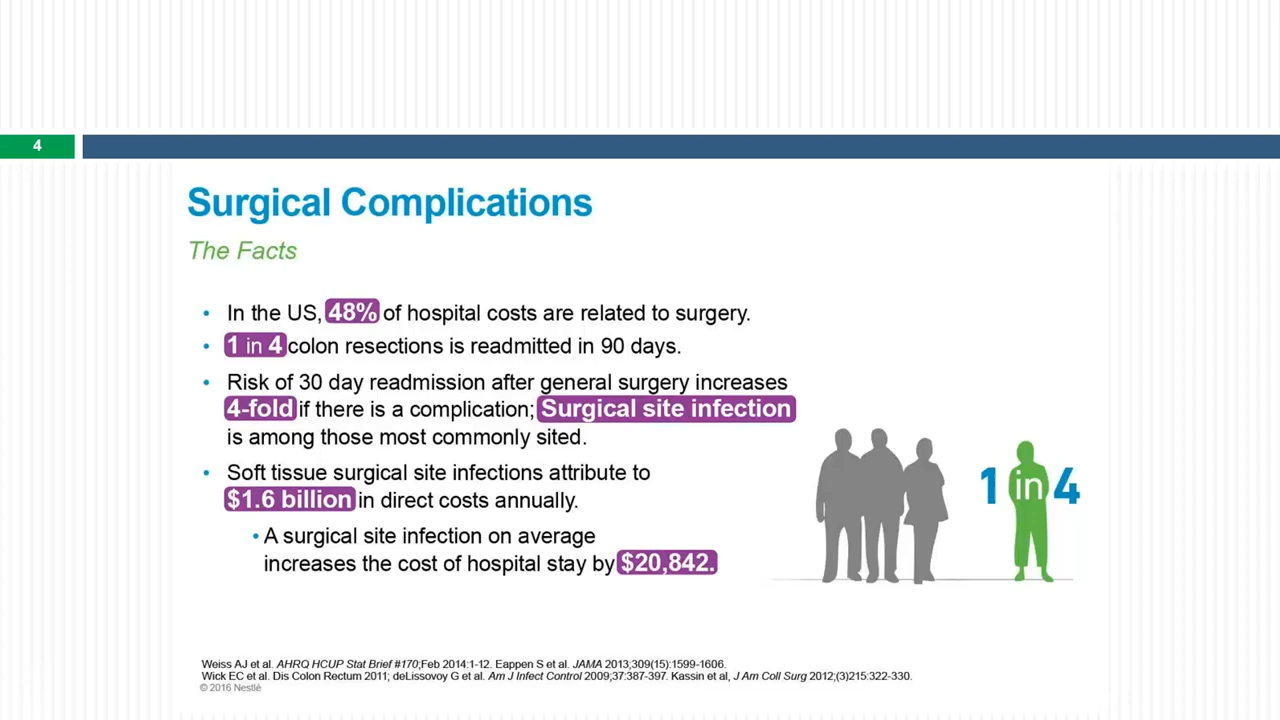 4
Surgical Complications
The Facts
• In the US, 48% of hospital costs are related to surgery.
• 1 in 4 colon resections is readmitted in 90 days.
• Risk of 30 day readmission after general surgery increases
4-fold if there is a complication; Surgical site infection
is among those most commonly sited.
• Soft tissue surgical site infections attribute to
$1.6 billion in direct costs annually.
• A surgical site infection on average
increases the cost of hospital stay by $20,842.
1 in 4
Weiss AJ et al. AHRQ HCUP Stat Brief #170;Feb 2014:1-12. Eappen S et al. JAMA 2013;309(15):1599-1606.
Wick EC et al. Dis Colon Rectum 2011; deLissovoy G et al. Am J Infect Control 2009;37:387-397. Kassin et al, J Am Coll Surg 2012;(3)215:322-330.
© 2016 Nestlé